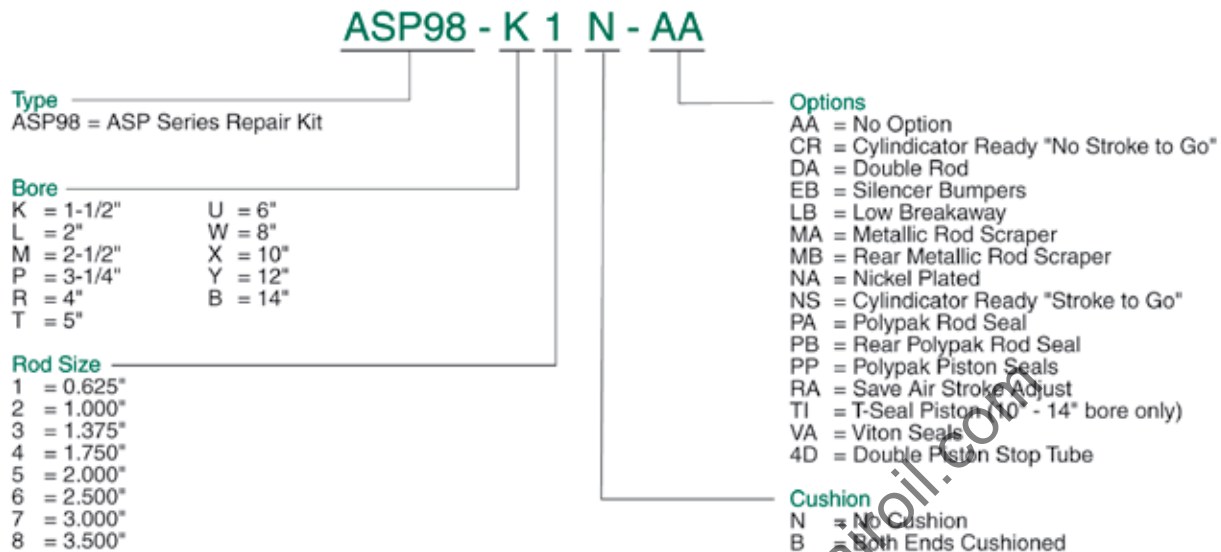 ASP98 - K 1 N - AA
Type
ASP98 = ASP Series Repair Kit
Bore
K = 1-1/2"
L = 2"
M = 2-1/2"
P = 3-1/4"
R = 4"
T = 5"
U = 6"
W = 8"
X = 10"
Y = 12"
B = 14"
Rod Size
1 = 0.625"
2 = 1.000"
3 = 1.375"
4 = 1.750"
5 = 2.000"
6 = 2.500"
7 = 3.000"
8 = 3.500"
Options
AA = No Option
CR = Cylindicator Ready "No Stroke to Go"
DA = Double Rod
EB = Silencer Bumpers
LB = Low Breakaway
MA = Metallic Rod Scraper
MB = Rear Metallic Rod Scraper
NA = Nickel Plated
NS = Cylindicator Ready "Stroke to Go"
PA = Polypak Rod Seal
PB = Rear Polypak Rod Seal
PP = Polypak Piston Seals
RA = Save Air Stroke Adjust
TI = T-Seal Piston (10" - 14" bore only)
VA = Viton Seals
4D = Double Piston Stop Tube
Cushion
N = No Cushion
B = Both Ends Cushioned